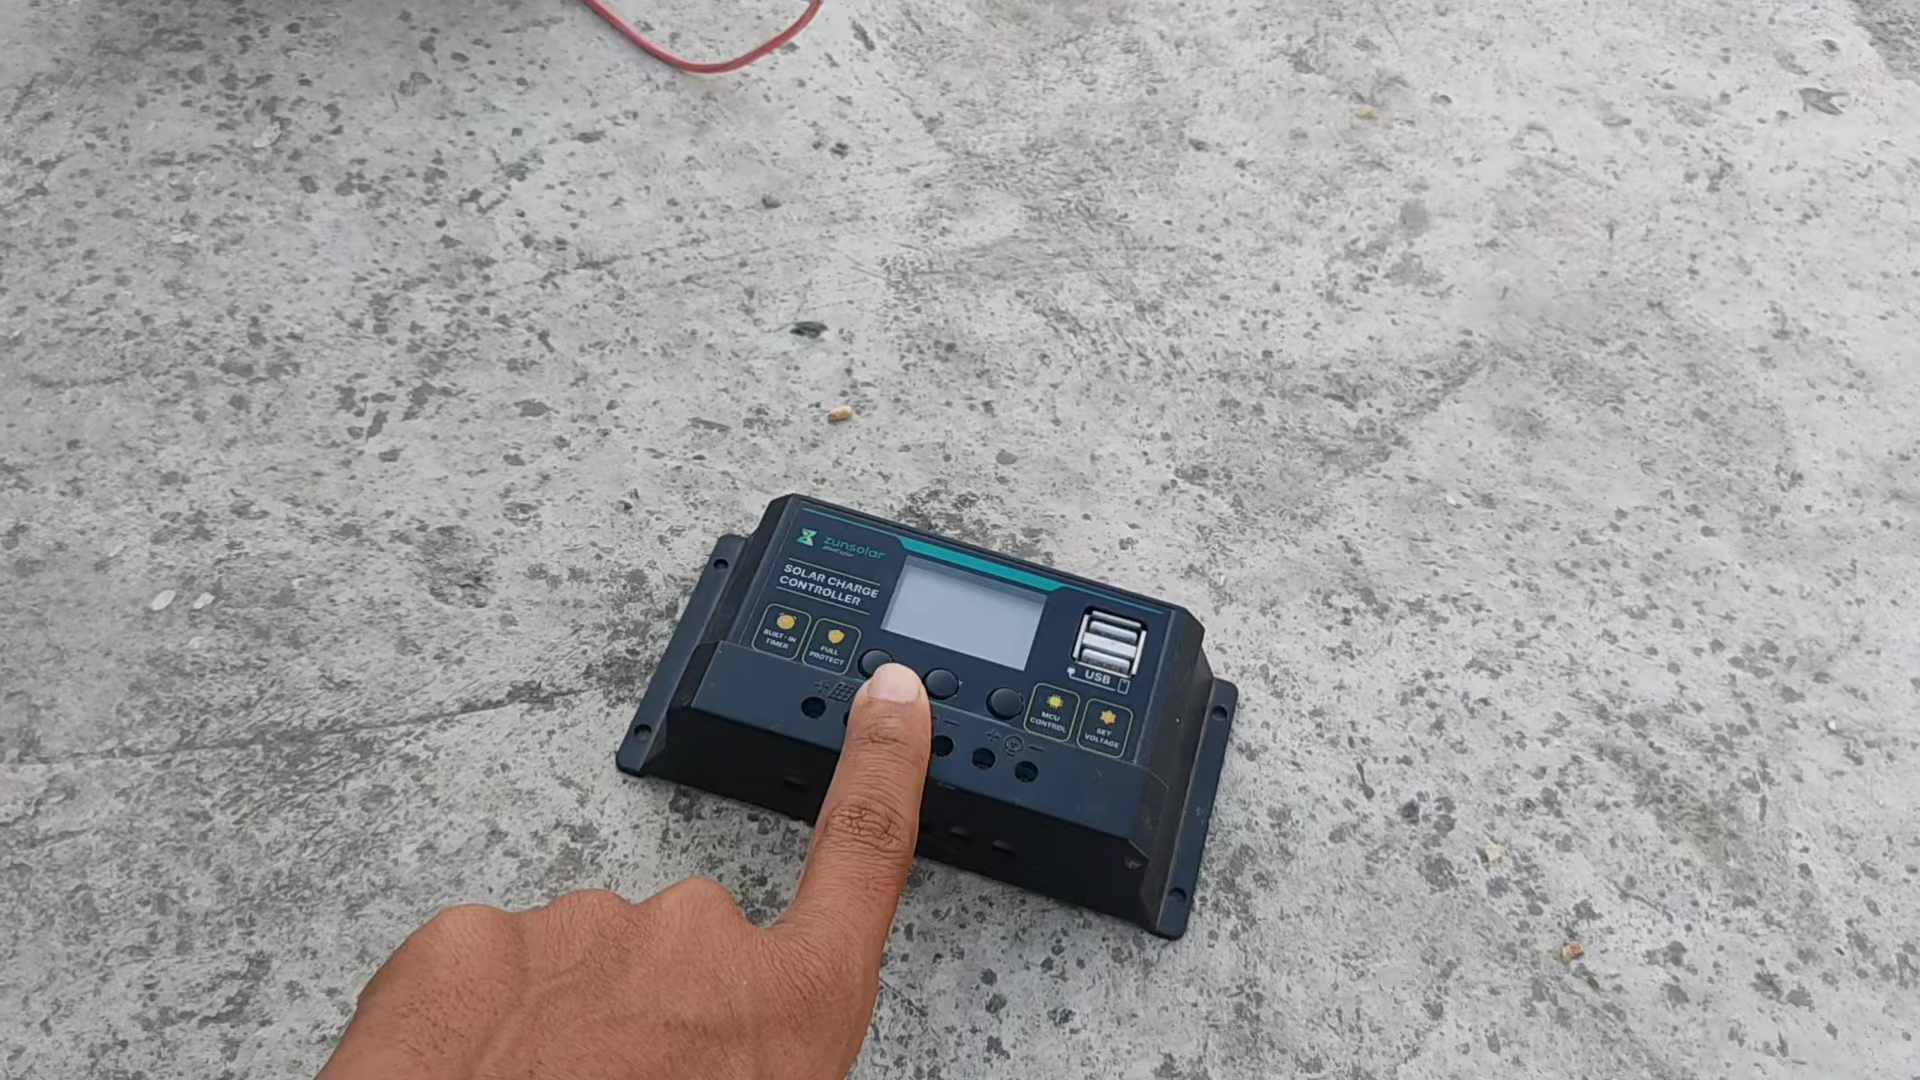 zunsolar
SOLAR CHARGE
CONTROLLER
BUILT - IN
TIMER
FULL
PROTECT
USB
MCU
CONTROL
SET
VOLTAGE